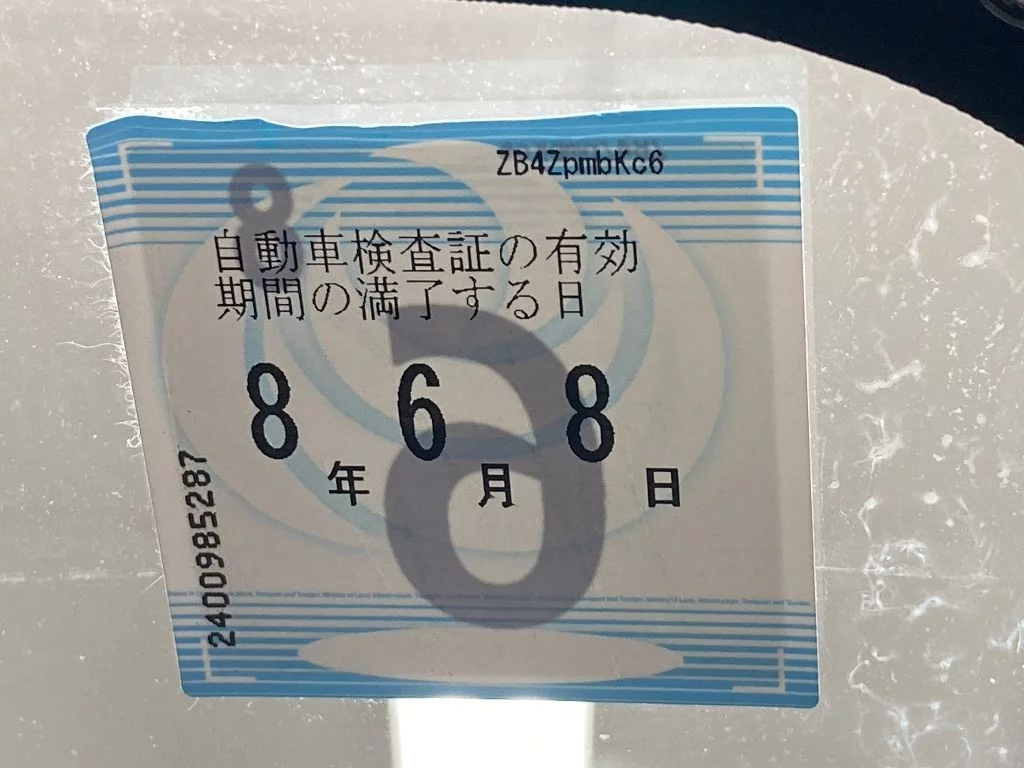 ZB4ZpmbKc6
自動車検査証の有効
期間の満了する日
8年 6月 8日
2400985287